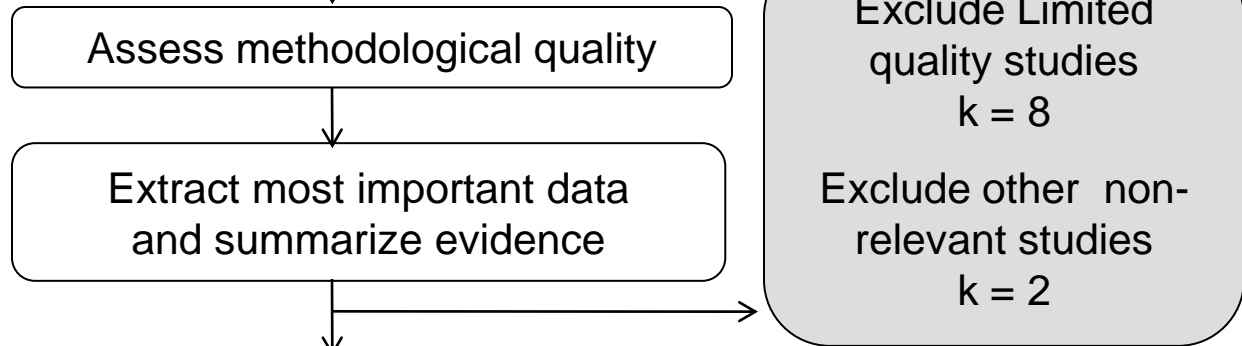 Assess methodological quality
Extract most important data
and summarize evidence
Exclude Limited
quality studies
k = 8
Exclude other  non-
relevant studies
k = 2